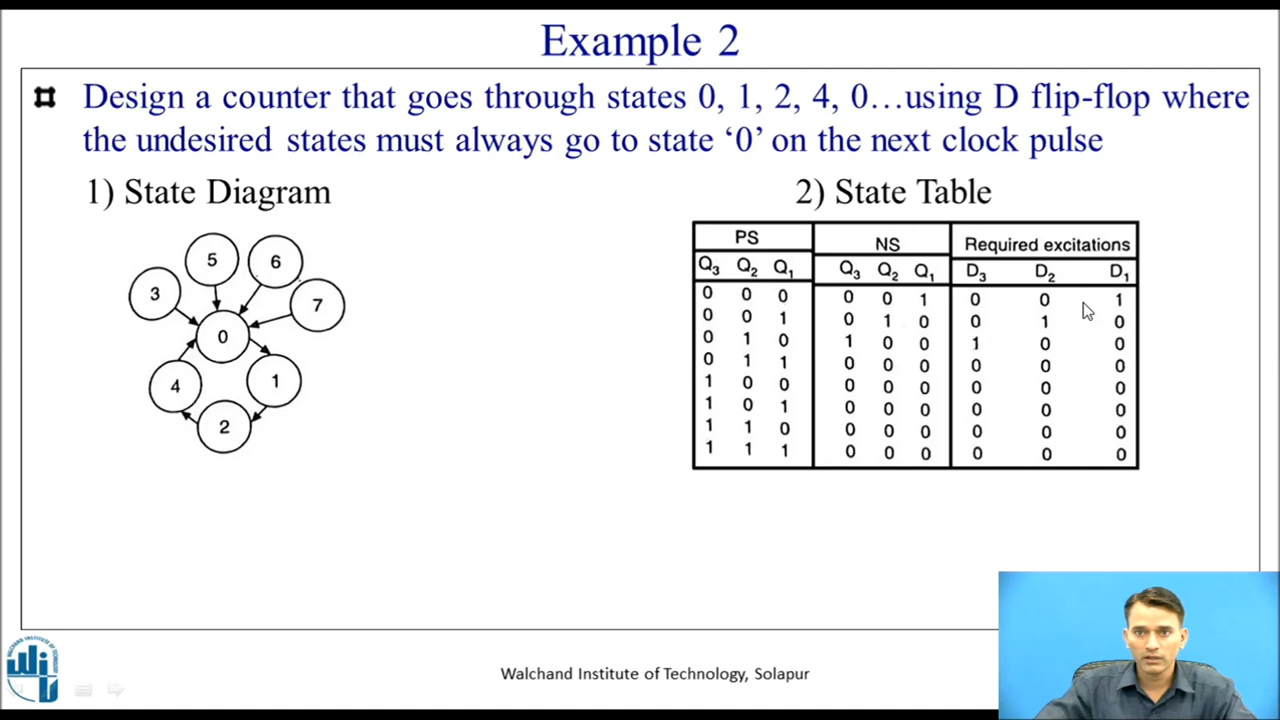 Example 2
Design a counter that goes through states 0, 1, 2, 4, 0…using D flip-flop where
the undesired states must always go to state ‘0’ on the next clock pulse
1) State Diagram
2) State Table
5
6
3
7
0
4
1
2
PS NS Required excitations
Q3 Q2 Q1 Q3 Q2 Q1 D3 D2 D1
0 0 0 0 0 1 0 0 1
0 0 1 0 1 0 0 1 0
0 1 0 1 0 0 1 0 0
0 1 1 0 0 0 0 0 0
1 0 0 0 0 0 0 0 0
1 0 1 0 0 0 0 0 0
1 1 0 0 0 0 0 0 0
1 1 1 0 0 0 0 0 0
Walchand Institute of Technology, Solapur